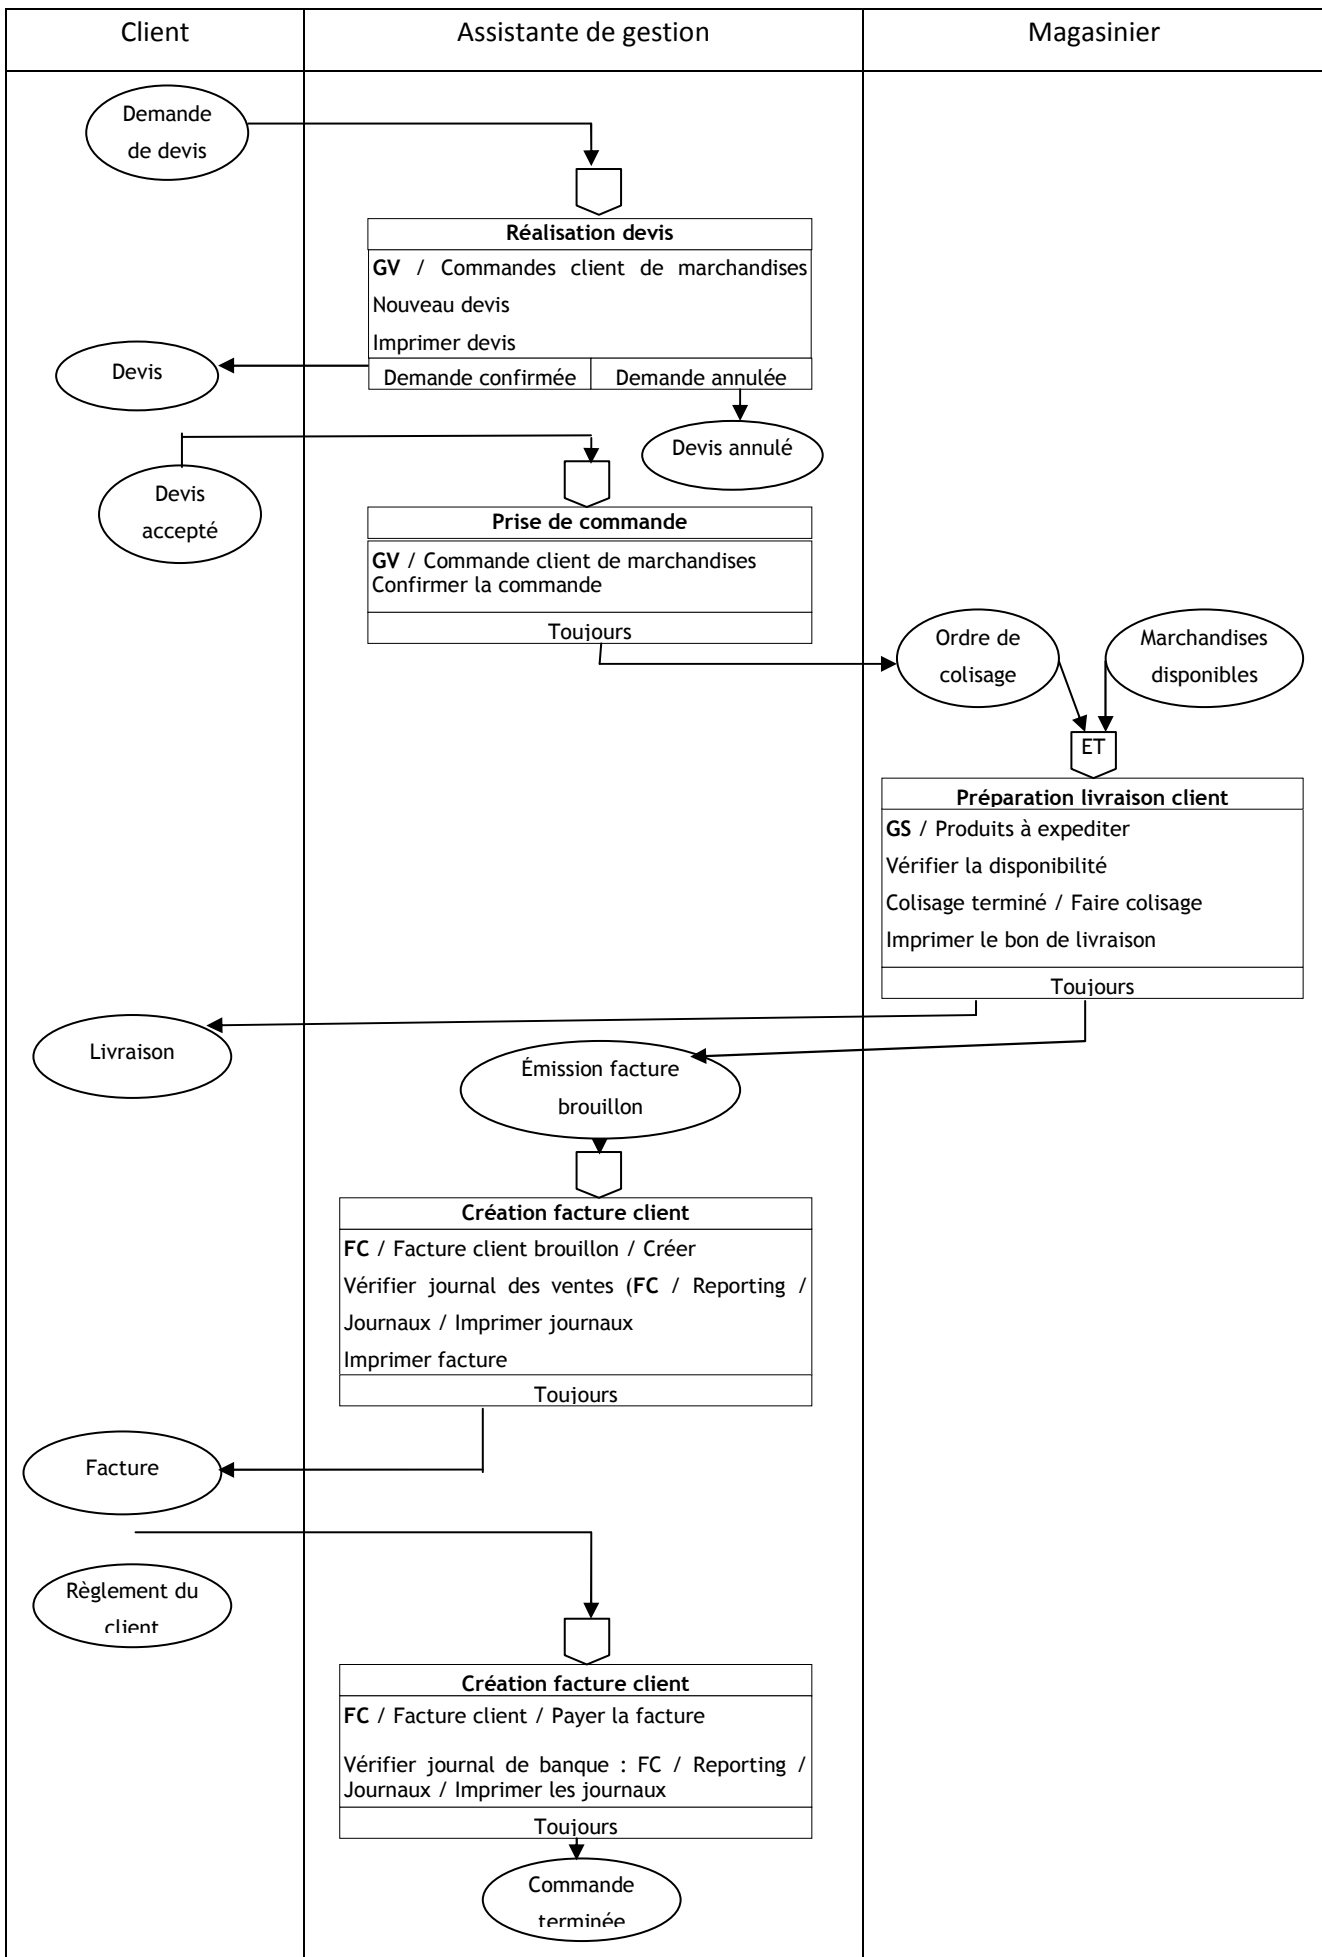 Client
Assistante de gestion
Magasinier
Demande
de devis
Réalisation devis
GV / Commandes client de marchandises
Nouveau devis
Imprimer devis
Demande confirmée
Demande annulée
Devis
Devis annulé
Devis
accepté
Prise de commande
GV / Commande client de marchandises
Confirmer la commande
Toujours
Ordre de
colisage
Marchandises
disponibles
ET
Préparation livraison client
GS / Produits à expediter
Vérifier la disponibilité
Colisage terminé / Faire colisage
Imprimer le bon de livraison
Toujours
Livraison
Émission facture
brouillon
Création facture client
FC / Facture client brouillon / Créer
Vérifier journal des ventes (FC / Reporting /
Journaux / Imprimer journaux
Imprimer facture
Toujours
Facture
Règlement du
client
Création facture client
FC / Facture client / Payer la facture
Vérifier journal de banque : FC / Reporting /
Journaux / Imprimer les journaux
Toujours
Commande
terminée